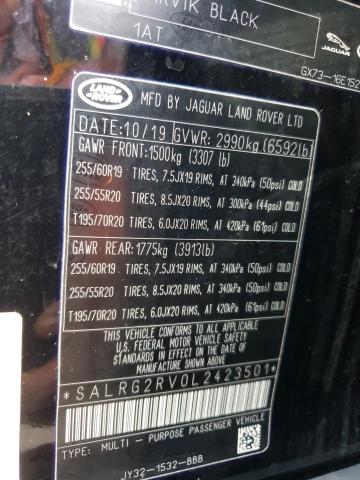 BLACK
1AT
JAGUAR
GX73-16E152
LAND ROVER
MFD BY JAGUAR LAND ROVER LTD
DATE:10/19 GVWR: 2990kg (6592lb
GAWR FRONT:1500kg (3307 lb)
255/60R19 TIRES, 7.5JX19 RIMS, AT 340kPa (50psi) COLD
255/55R20 TIRES, 8.5JX20 RIMS, AT 300kPa (44psi) COLD
T195/70R20 TIRES, 6.0JX20 RIMS, AT 420kPa (61psi) COLD
GAWR REAR:1775kg (3913lb)
255/60R19 TIRES, 7.5JX19 RIMS, AT 340kPa (50psi) COLD
255/55R20 TIRES, 8.5JX20 RIMS, AT 340kPa (50psi) COLD
T195/70R20 TIRES, 6.0JX20 RIMS, AT 420kPa (61psi) COLD
THIS VEHICLE CONFORMS TO ALL APPLICABLE
U.S. FEDERAL MOTOR VEHICLE SAFETY STANDARDS
IN EFFECT ON THE DATE OF MANUFACTURE SHOWN ABOVE
*SALRG2RV0L2423501*
TYPE: MULTI - PURPOSE PASSENGER VEHICLE
JY32-1532-BBB